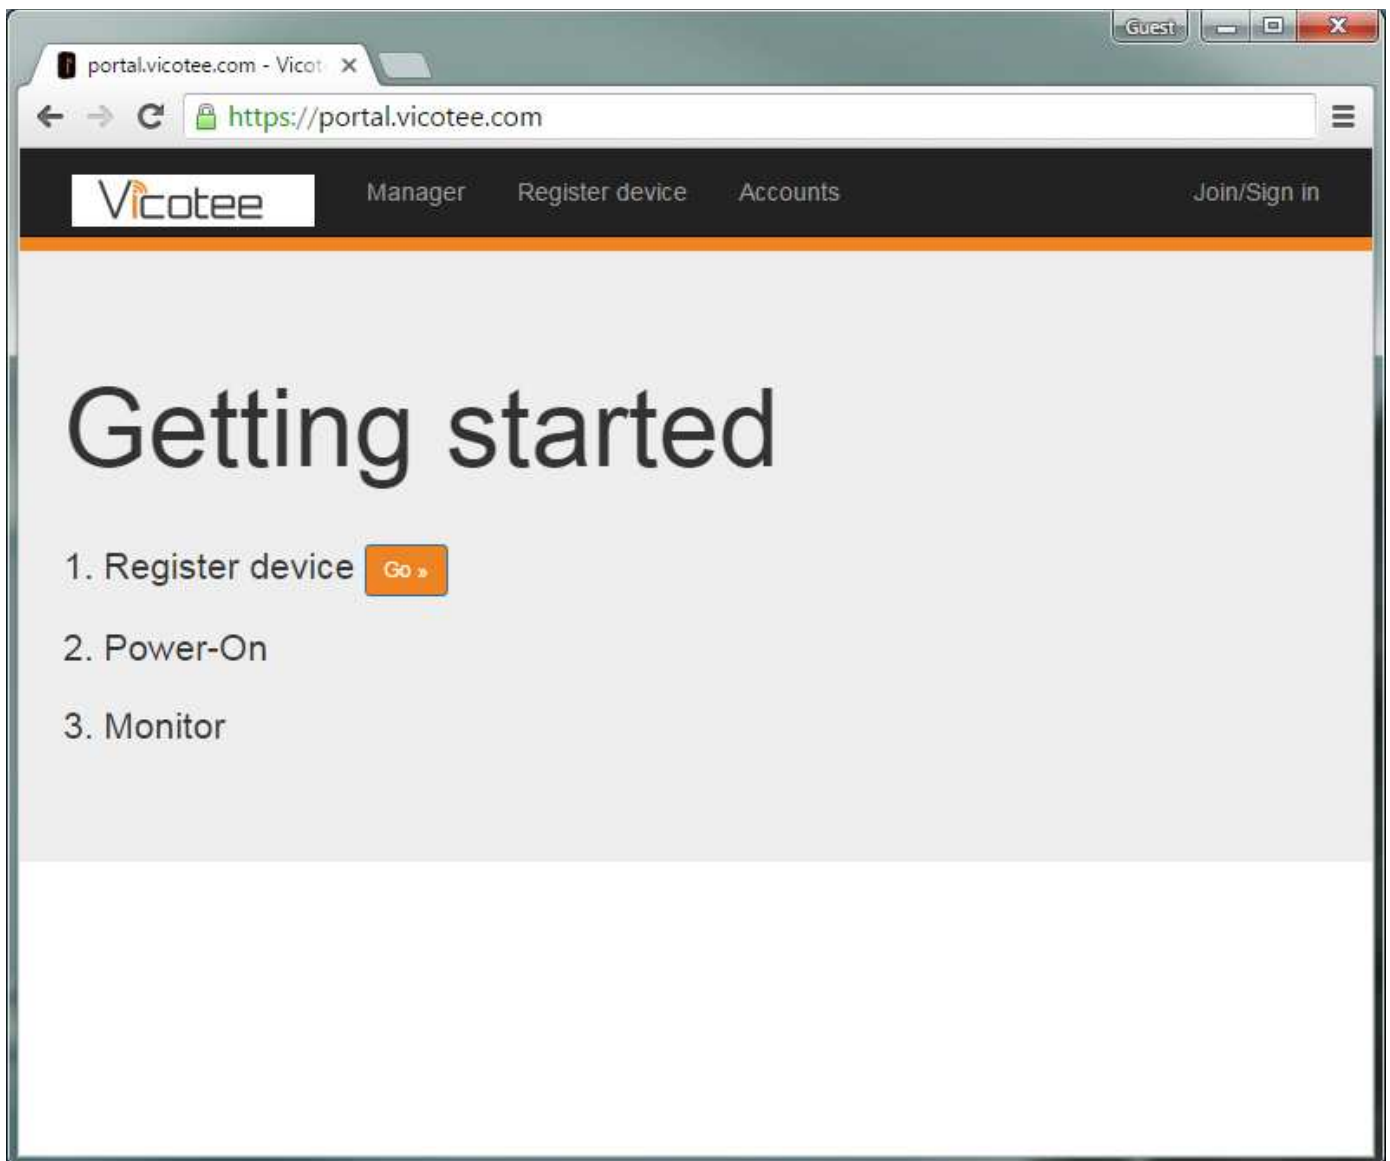 Guest
portal.vicotee.com - Vicot
https://portal.vicotee.com
Vicotee Manager Register device Accounts Join/Sign in
Getting started
1. Register device Go »
2. Power-On
3. Monitor